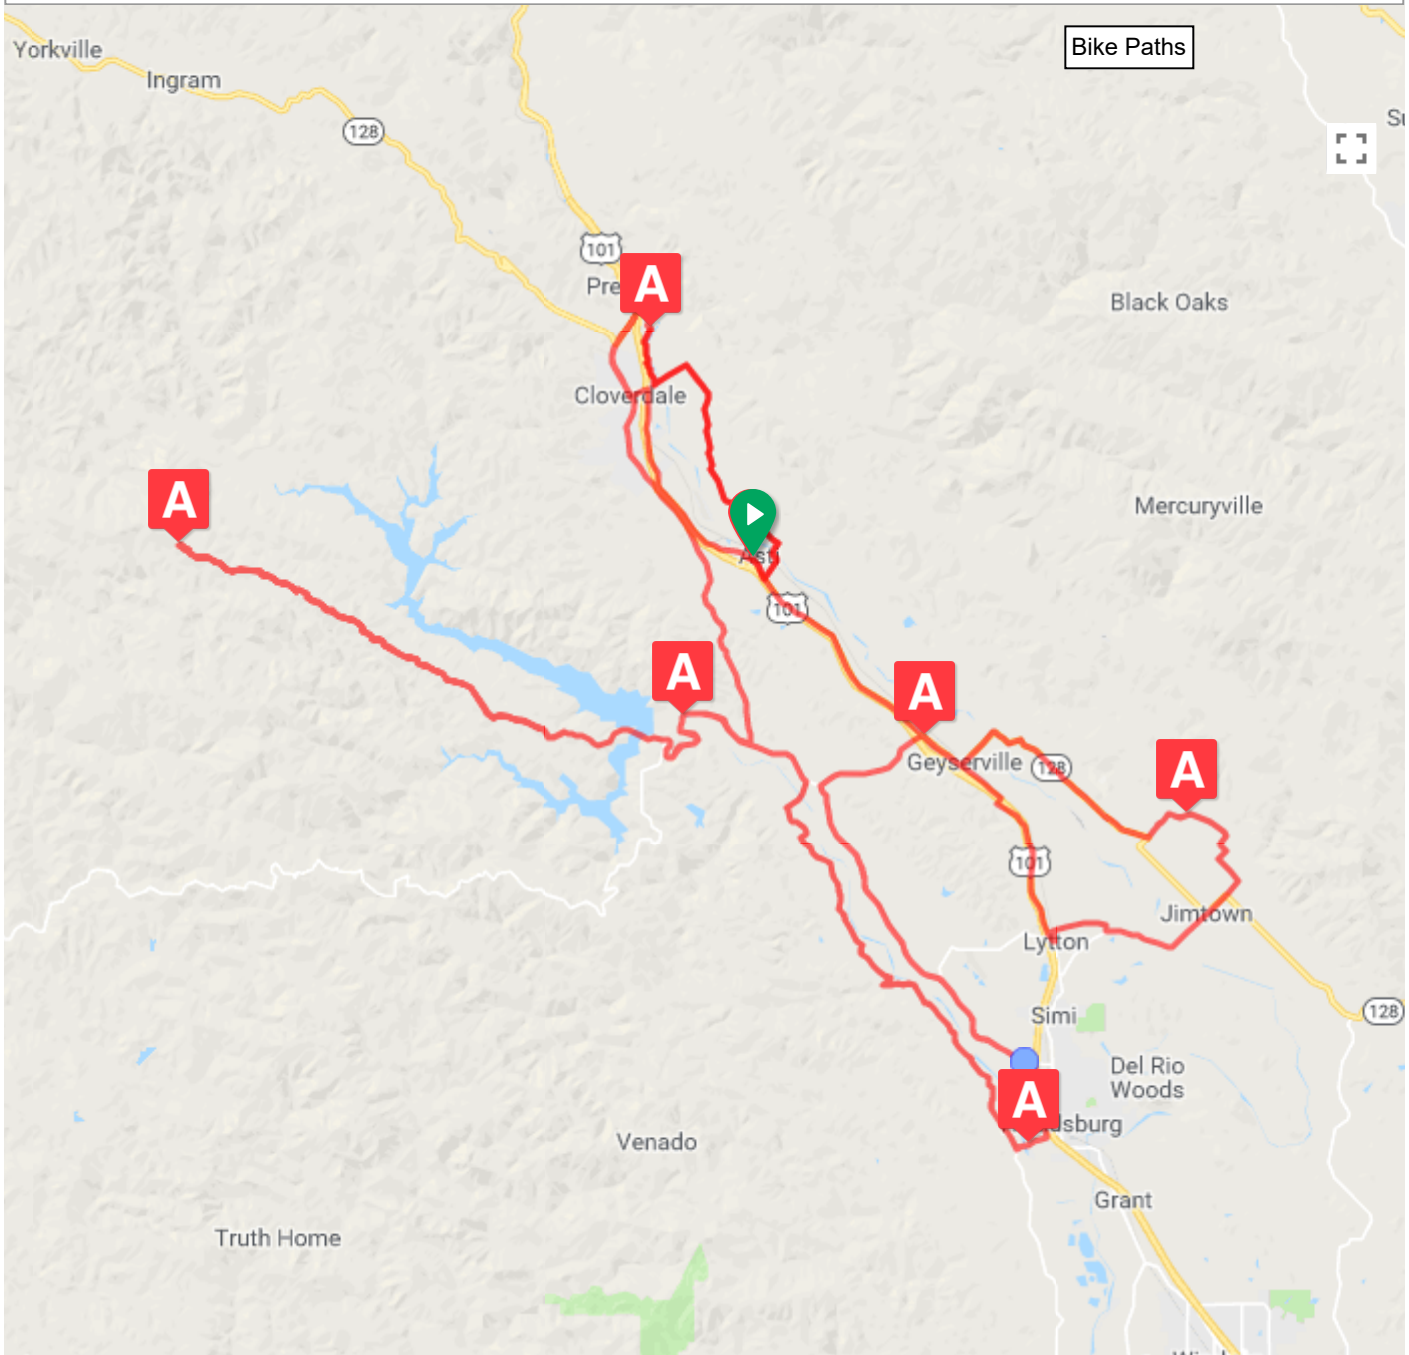 Bike Paths
Yorkville
Ingram
128
101
A
Black Oaks
Cloverdale
A
Mercuryville
Asti
101
A
A
Geyserville
128
A
101
Jimtown
Lytton
128
Simi
Del Rio
Woods
A
Venado
Grant
Truth Home